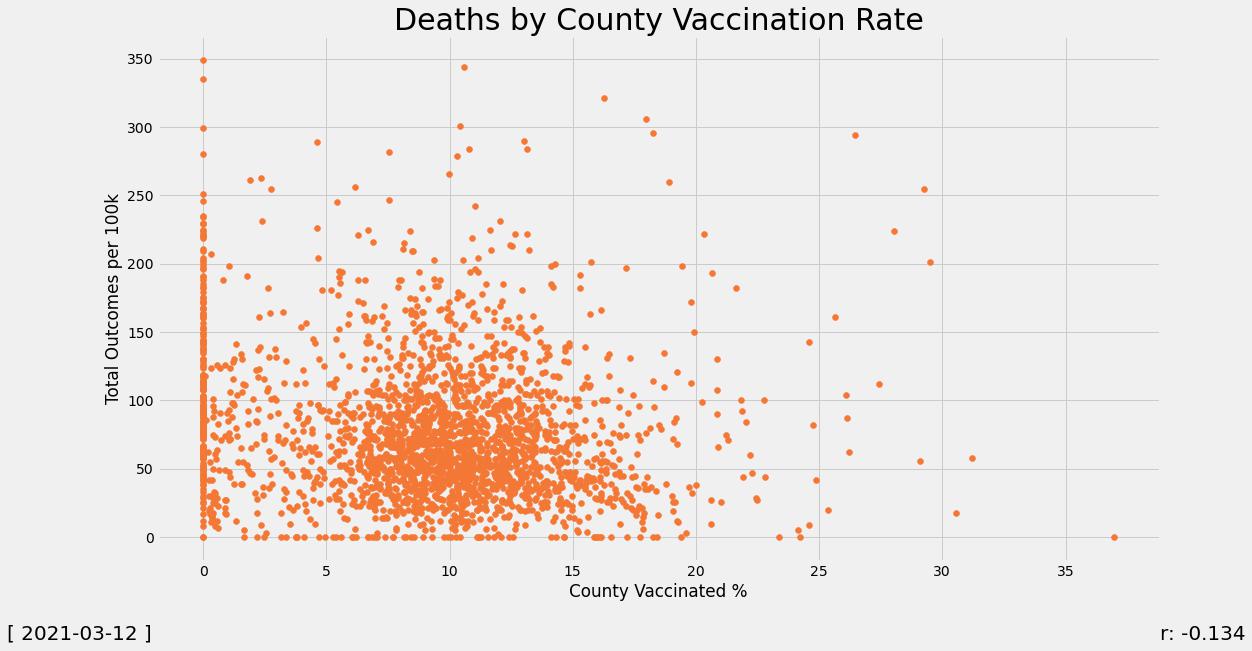 Deaths by County Vaccination Rate
350
300
250
200
150
100
50
0
Total Outcomes per 100k
0 5 10 15 20 25 30 35
County Vaccinated %
[ 2021-03-12 ]
r: -0.134